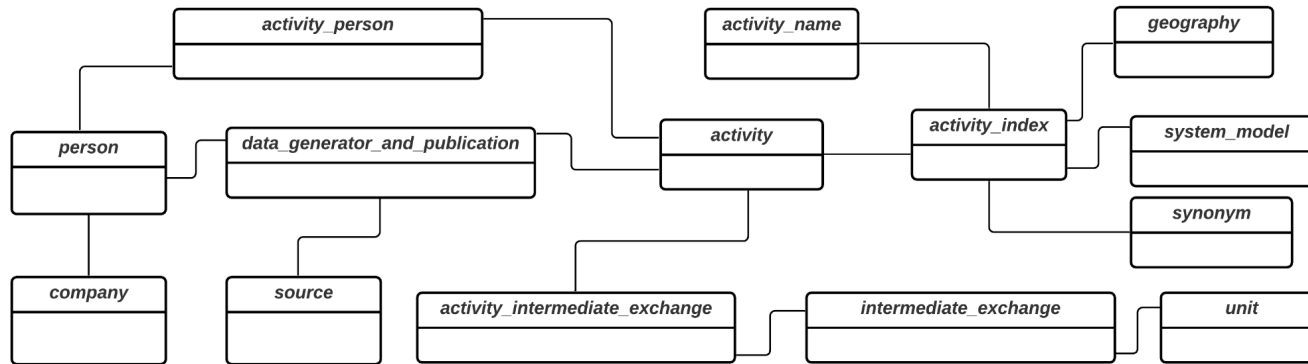 activity_person
activity_name
geography
person
data_generator_and_publication
activity
activity_index
system_model
synonym
company
source
activity_intermediate_exchange
intermediate_exchange
unit